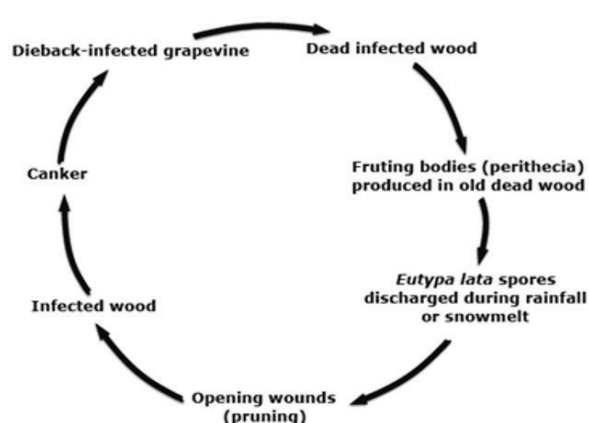 Dieback-infected grapevine
Dead infected wood
Fruting bodies (perithecia)
produced in old dead wood
Eutypa lata spores
discharged during rainfall
or snowmelt
Opening wounds
(pruning)
Infected wood
Canker